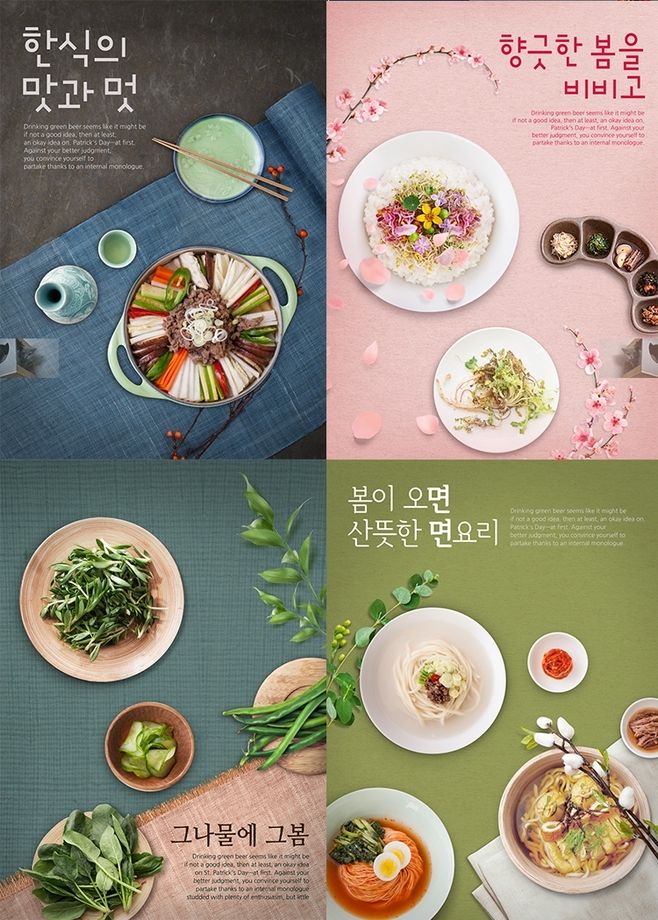 한식의
맛과 멋
Drinking green beer seems like it might be
if not a good idea, then at least,
an okay idea on. Patrick's Day—at first.
Against your better judgment,
you convince yourself to
partake thanks to an internal monologue.
향긋한 봄을
비비고
Drinking green beer seems like it might be
if not a good idea, then at least, an okay idea on.
Patrick's Day—at first. Against your
better judgment, you convince yourself to
partake thanks to an internal monologue.
그나물에 그봄
Drinking green beer seems like it might be
if not a good idea, then at least, an okay idea
on St. Patrick's Day—at first. Against your
better judgment, you convince yourself to
partake thanks to an internal monologue
studded with plenty of enthusiasm, but little
봄이 오면
산뜻한 면요리
Drinking green beer seems like it might be
if not a good idea, then at least, an okay idea on
Patrick's Day—at first. Against your
better judgment, you convince yourself to
partake thanks to an internal monologue.